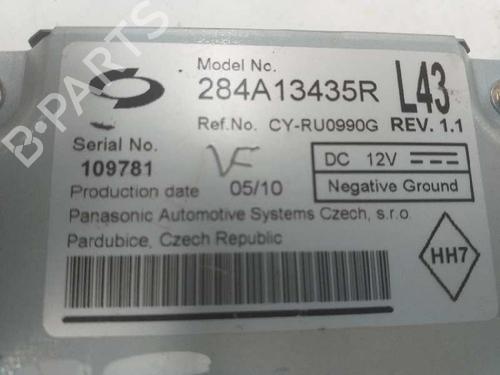 Model No.
284A13435R L43
Ref.No. CY-RU0990G REV. 1.1
Serial No.
109781
VF
DC 12V
Negative Ground
Production date 05/10
Panasonic Automotive Systems Czech, s.r.o
Pardubice, Czech Republic
HH7
B-PARTS